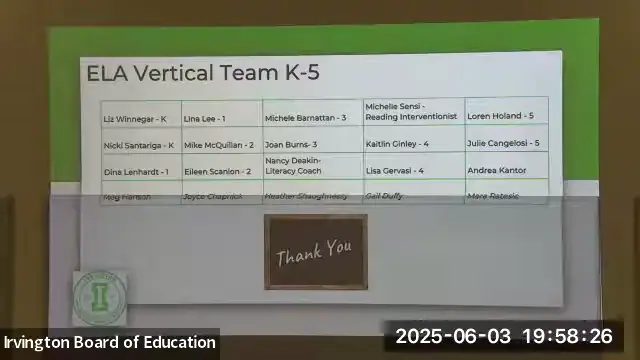 ELA Vertical Team K-5
Liz Winnegar - K
Lina Lee - 1
Michele Barnattan - 3
Michelle Sensi -
Reading Interventionist
Loren Holand - 5
Nicki Santariga - K
Mike McQuillan - 2
Joan Burns- 3
Kaitlin Ginley - 4
Julie Cangelosi - 5
Dina Lenhardt - 1
Eileen Scanlon - 2
Nancy Deakin-
Literacy Coach
Lisa Gervasi - 4
Andrea Kantor
Meg Hanson
Joyce Chapnick
Heather Shaughnessy
Gail Duffy
Mara Ratesic
Thank You
I
Irvington Board of Education
2025-06-03 19:58:26